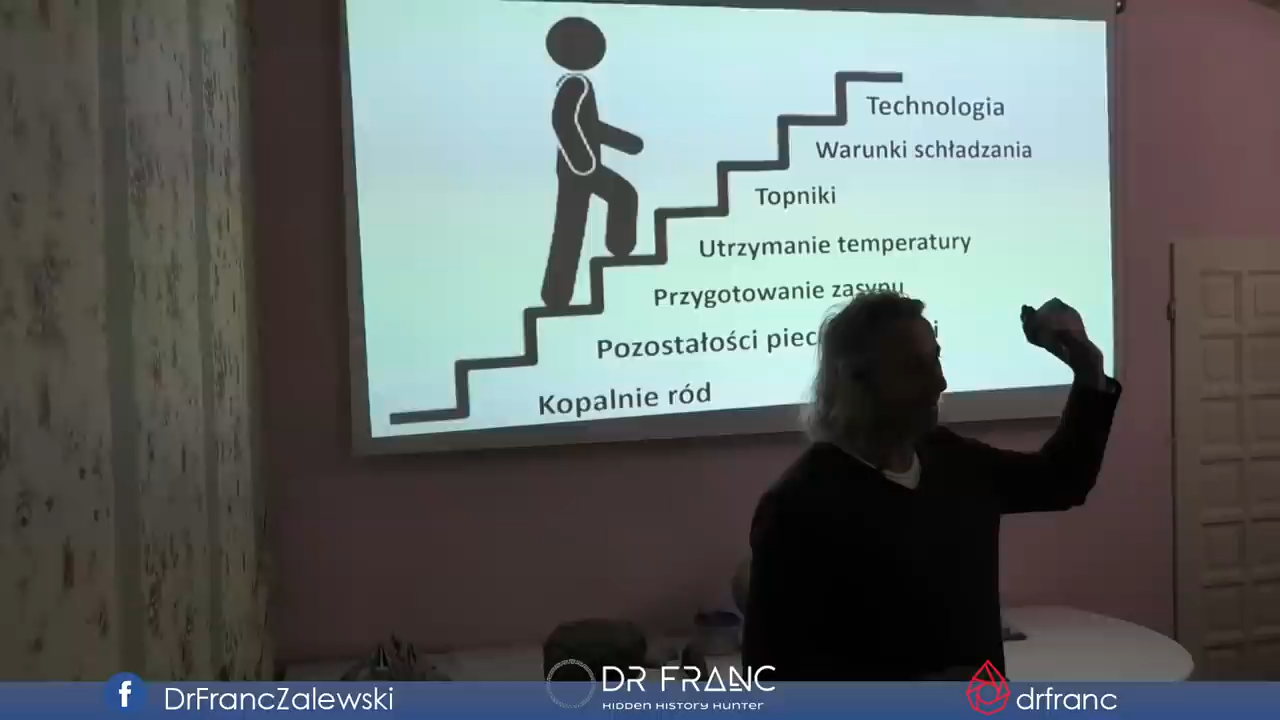 Technologia
Warunki schładzania
Topniki
Utrzymanie temperatury
Przygotowanie zasypu
Pozostałości
Kopalnie ród
DR FRANC
HIDDEN HISTORY HUNTER
DrFrancZalewski
drfranc